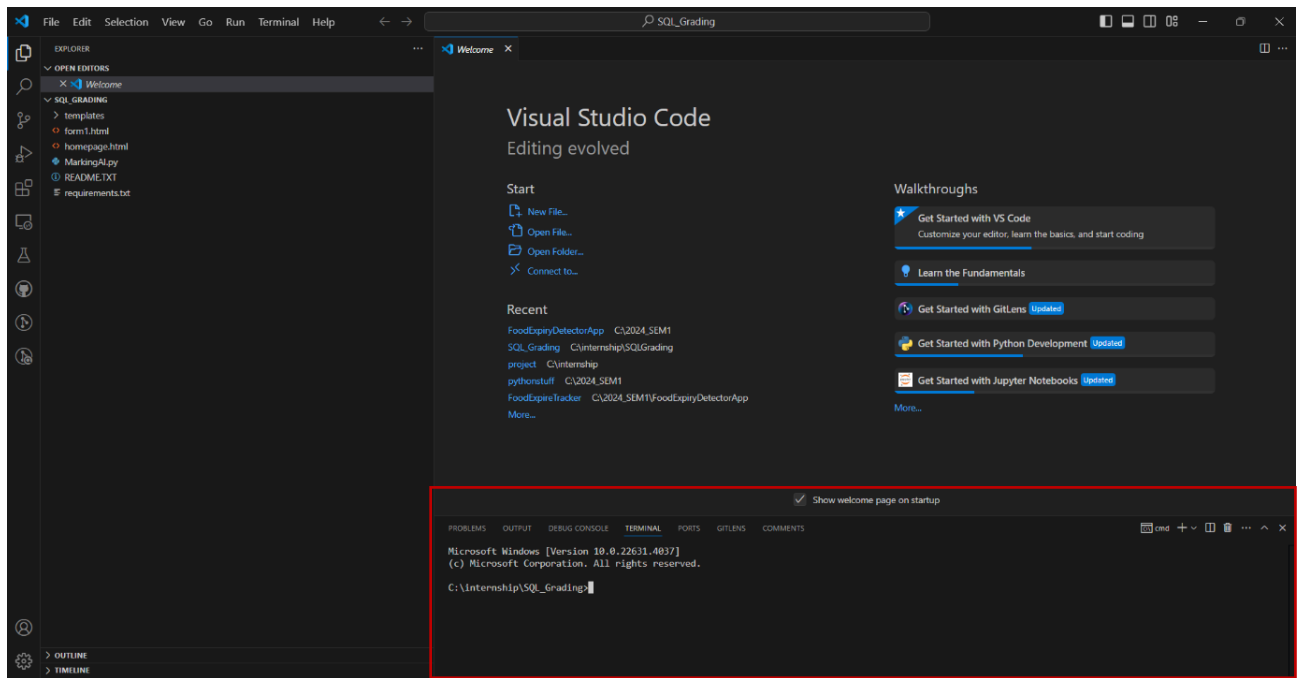 File Edit Selection View Go Run Terminal Help
SQL_Grading
EXPLORER
OPEN EDITORS
Welcome
SQL_GRADING
templates
form1.html
homepage.html
MarkingAI.py
README.TXT
requirements.txt
OUTLINE
TIMELINE
Welcome
Visual Studio Code
Editing evolved
Start
New File...
Open File...
Open Folder...
Connect to...
Recent
FoodExpiryDetectorApp C:\2024_SEM1
SQL_Grading C:\internship\SQLGrading
project C:\internship
pythonstuff C:\2024_SEM1
FoodExpireTracker C:\2024_SEM1\FoodExpiryDetectorApp
More...
Walkthroughs
Get Started with VS Code
Customize your editor, learn the basics, and start coding
Learn the Fundamentals
Get Started with GitLens Updated
Get Started with Python Development Updated
Get Started with Jupyter Notebooks Updated
More...
Show welcome page on startup
PROBLEMS OUTPUT DEBUG CONSOLE TERMINAL PORTS GITLENS COMMENTS
cmd
Microsoft Windows [Version 10.0.22631.4037]
(c) Microsoft Corporation. All rights reserved.
C:\internship\SQL_Grading>